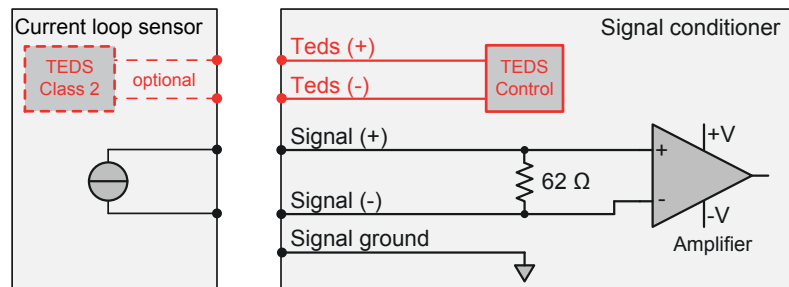 Current loop sensor
TEDS
Class 2
optional
Signal conditioner
Teds (+)
Teds (-)
TEDS
Control
Signal (+)
62 Ω
Signal (-)
Signal ground
+
-
+V
-V
Amplifier